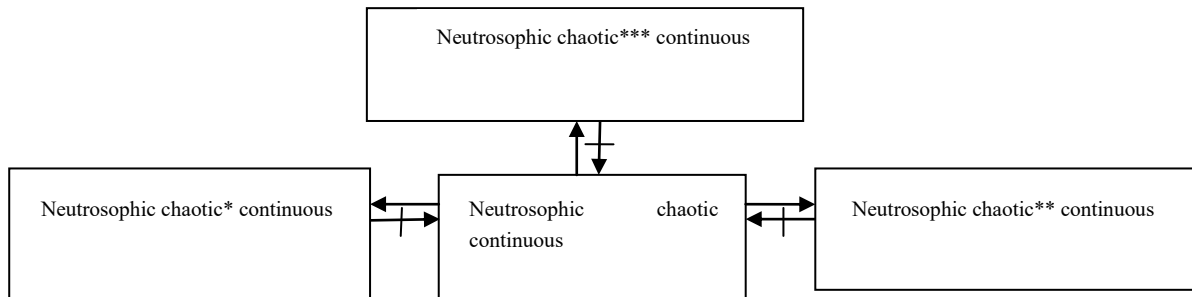 Neutrosophic chaotic*** continuous
Neutrosophic chaotic* continuous
Neutrosophic chaotic
continuous
Neutrosophic chaotic** continuous